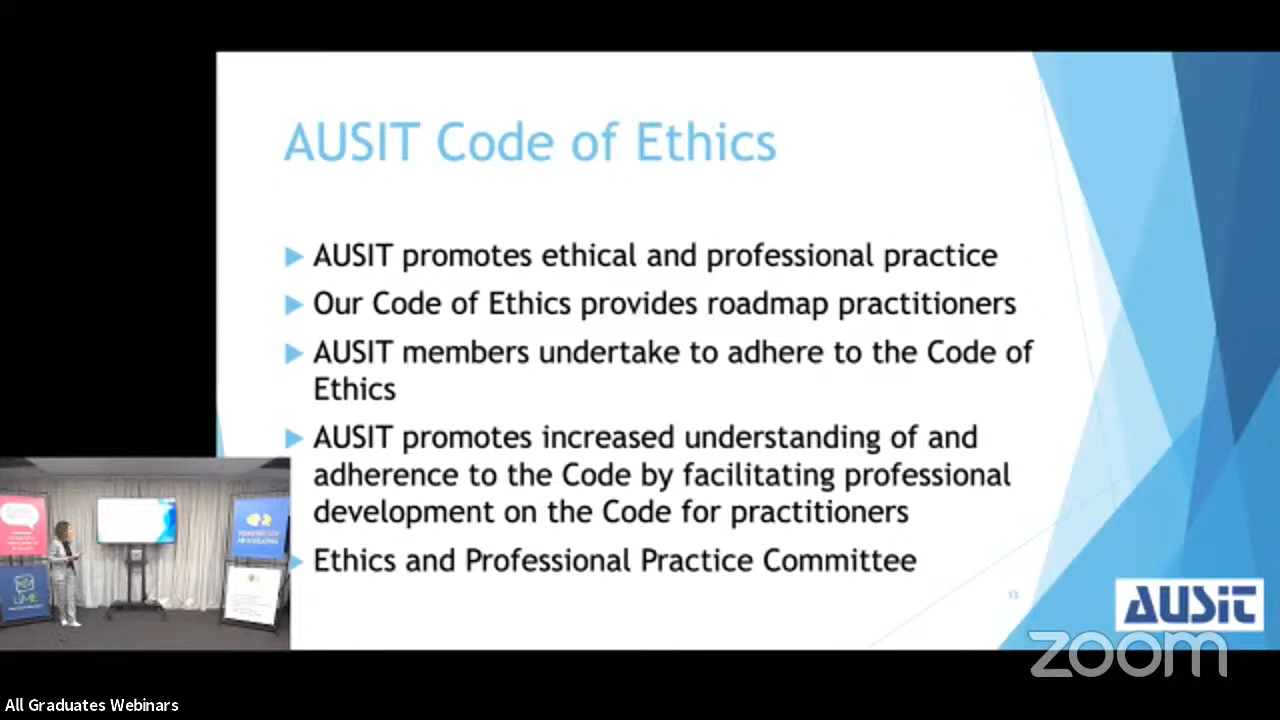 AUSIT Code of Ethics
AUSIT promotes ethical and professional practice
Our Code of Ethics provides roadmap practitioners
AUSIT members undertake to adhere to the Code of
Ethics
AUSIT promotes increased understanding of and
adherence to the Code by facilitating professional
development on the Code for practitioners
Ethics and Professional Practice Committee
13
AUSiT
zoom
All Graduates Webinars